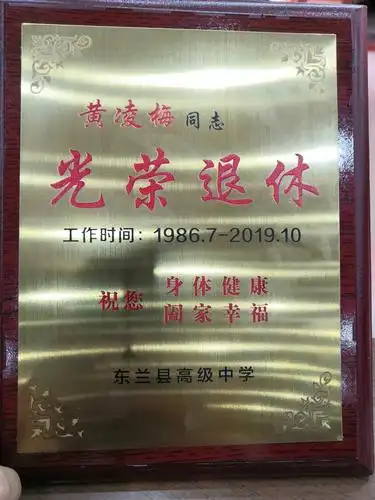 黄凌梅同志
光荣退休
工作时间：1986.7-2019.10
祝您 身体健康
阖家幸福
东兰县高级中学